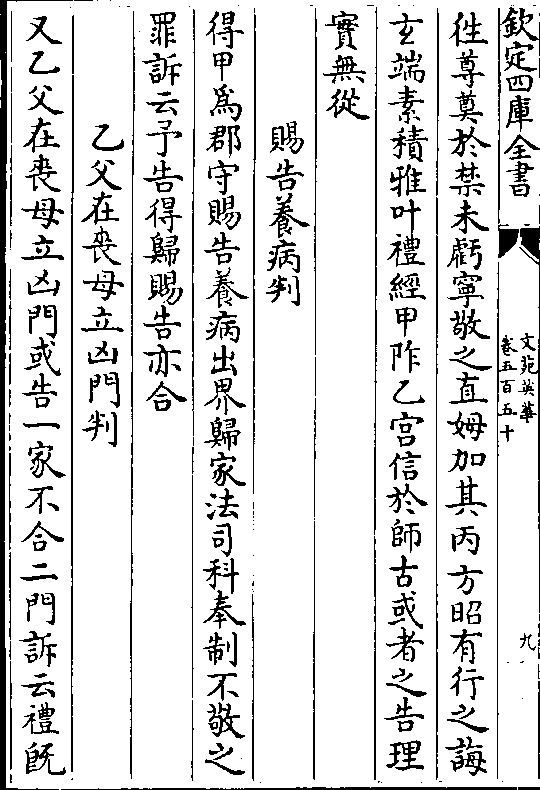 欽定四庫全書
文苑英華
卷五百五十
九
徃尊奠於禁未虧寧敬之直姆加其丙方昭有行之誨
玄端素積雅叶禮經甲阼乙宫信於師古或者之告理
實無從
賜告養病判
得甲爲郡守賜告養病出界歸家法司科奉制不敬之
罪訴云予告得歸賜告亦合
乙父在喪母立凶門判
又乙父在喪母立凶門或告一家不合二門訴云禮旣